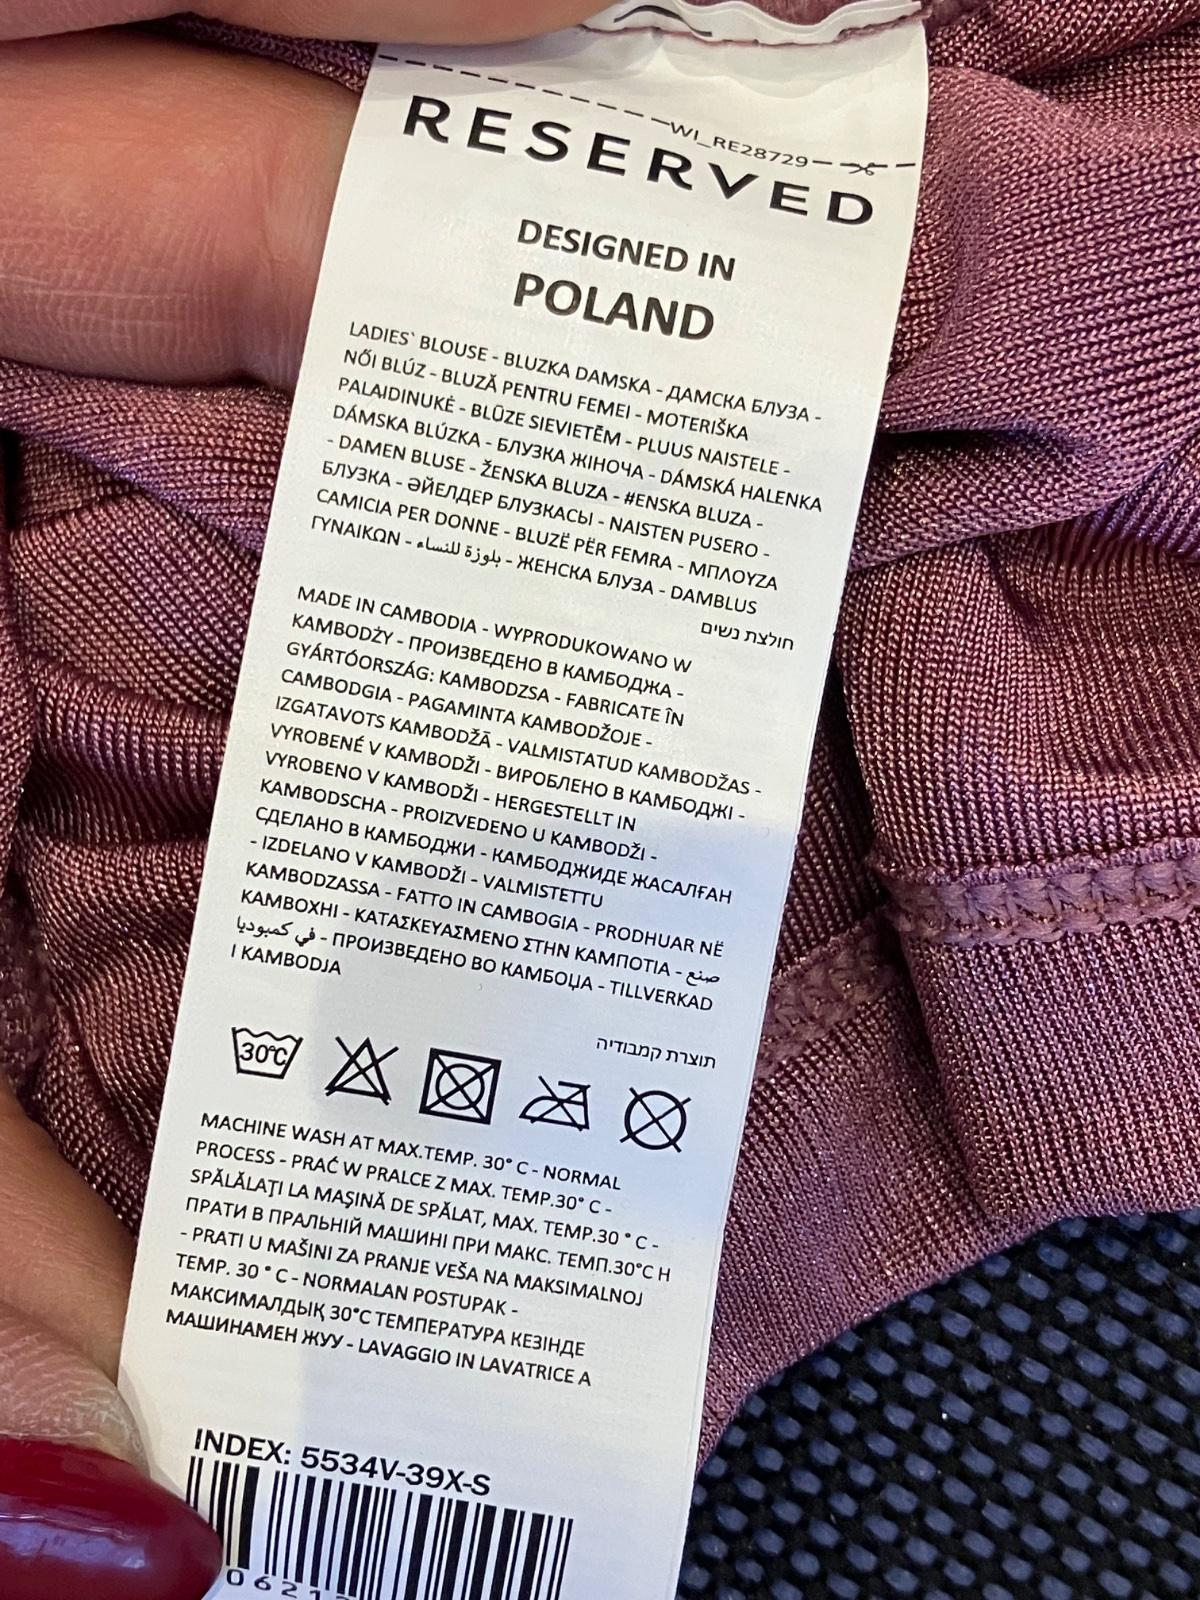 WI_RE28729
RESERVED
DESIGNED IN
POLAND
LADIES` BLOUSE - BLUZKA DAMSKA - ДАМСКА БЛУЗА -
NŐI BLÚZ - BLUZĂ PENTRU FEMEI - MOTERIŠKA
PALAIDINUKĖ - BLŪZE SIEVIETĒM - PLUUS NAISTELE -
DÁMSKA BLÚZKA - БЛУЗКА ЖІНОЧА - DÁMSKÁ HALENKA
- DAMEN BLUSE - ŽENSKA BLUZA - #ENSKA BLUZA -
БЛУЗКА - ӘЙЕЛДЕР БЛУЗКАСЫ - NAISTEN PUSERO -
CAMICIA PER DONNE - BLUZË PËR FEMRA - ΜΠΛΟΥΖΑ
ΓΥΝΑΙΚΩΝ - بلوزة للنساء - ЖЕНСКА БЛУЗА - DAMBLUS
חולצת נשים
MADE IN CAMBODIA - WYPRODUKOWANO W
KAMBODŻY - ПРОИЗВЕДЕНО В КАМБОДЖА -
GYÁRTÓORSZÁG: KAMBODZSA - FABRICATE ÎN
CAMBODGIA - PAGAMINTA KAMBODŽOJE -
IZGATAVOTS KAMBODŽĀ - VALMISTATUD KAMBODŽAS -
VYROBENÉ V KAMBODŽI - ВИРОБЛЕНО В КАМБОДЖІ -
VYROBENO V KAMBODŽI - HERGESTELLT IN
KAMBODSCHA - PROIZVEDENO U KAMBODŽI -
СДЕЛАНО В КАМБОДЖИ - КАМБОДЖИДЕ ЖАСАЛҒАН
- IZDELANO V KAMBODŽI - VALMISTETTU
KAMBODZASSA - FATTO IN CAMBOGIA - PRODHUAR NË
KAMBOXHI - ΚΑΤΑΣΚΕΥΑΣΜΕΝΟ ΣΤΗΝ ΚΑΜΠΟΤΙΑ - صنع
في كمبوديا - ПРОИЗВЕДЕНО ВО КАМБОЏА - TILLVERKAD
I KAMBODJA
תוצרת קמבודיה
30°C
MACHINE WASH AT MAX.TEMP. 30° C - NORMAL
PROCESS - PRAĆ W PRALCE Z MAX. TEMP.30° C -
SPĂLĂLAŢI LA MAŞINĂ DE SPĂLAT, MAX. TEMP.30 ° C -
ПРАТИ В ПРАЛЬНІЙ МАШИНІ ПРИ МАКС. ТЕМП.30°C Н
- PRATI U MAŠINI ZA PRANJE VEŠA NA MAKSIMALNOJ
TEMP. 30 ° C - NORMALAN POSTUPAK -
МАКСИМАЛДЫҚ 30°C ТЕМПЕРАТУРА КЕЗІНДЕ
МАШИНАМЕН ЖУУ - LAVAGGIO IN LAVATRICE A
INDEX: 5534V-39X-S
0621